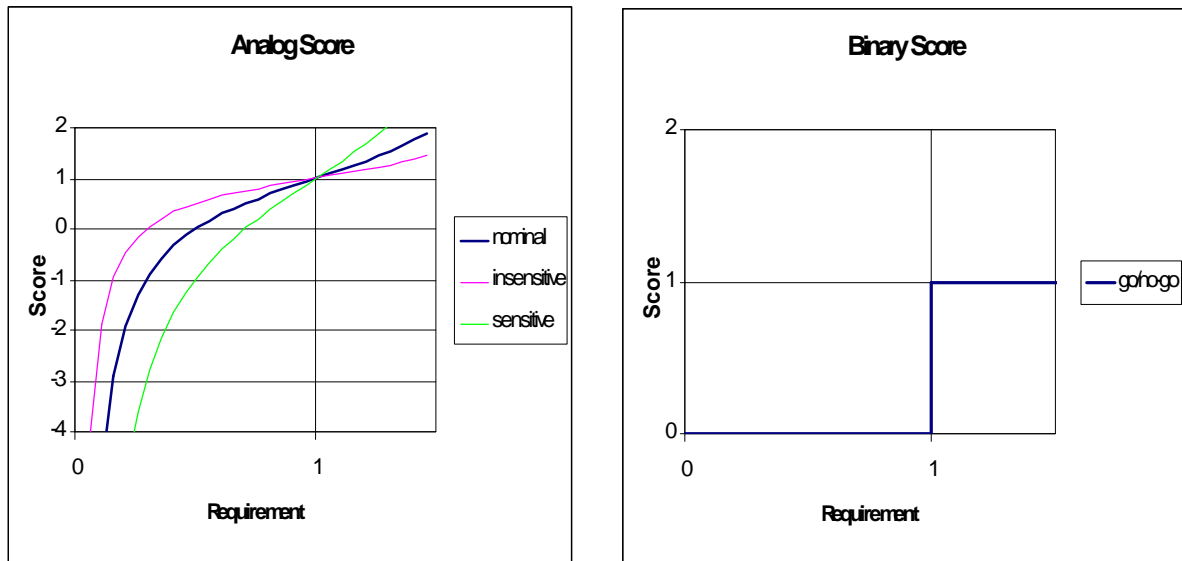 Analog Score
2
1
0
-1
-2
-3
-4
0
1
Score
Requirement
nominal
insensitive
sensitive
Binary Score
2
1
0
0
1
Score
Requirement
go/no-go